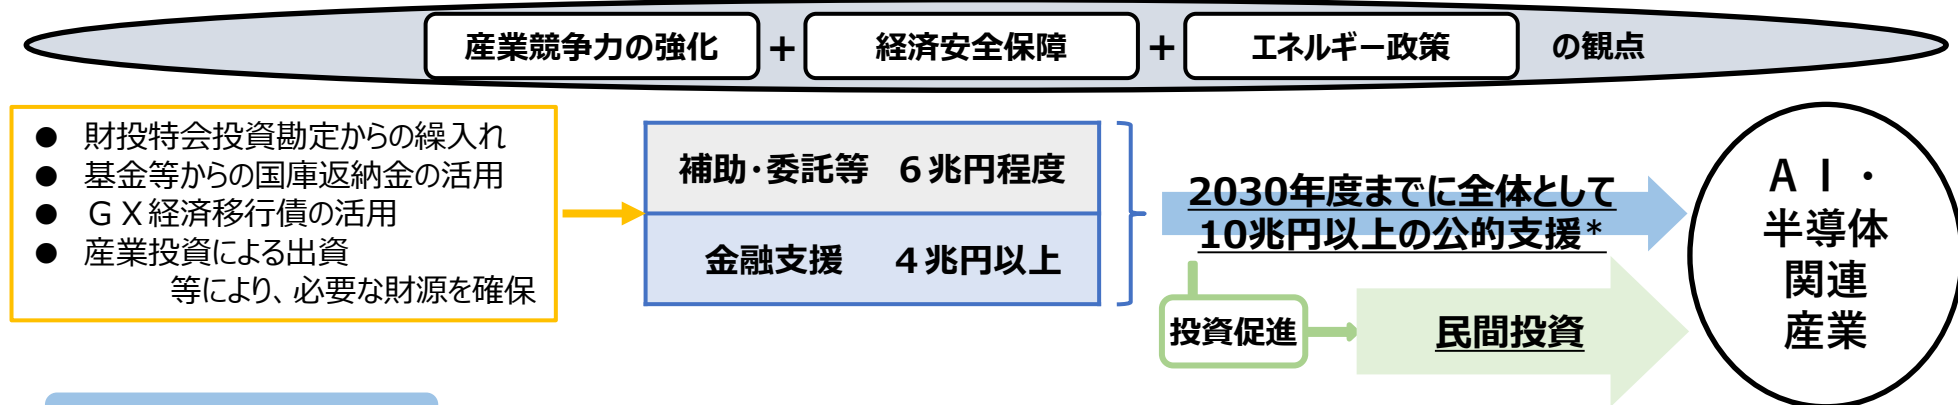 産業競争力の強化 + 経済安全保障 + エネルギー政策 の観点
● 財投特会投資勘定からの繰入れ
● 基金等からの国庫返納金の活用
● ＧＸ経済移行債の活用
● 産業投資による出資
等により、必要な財源を確保
補助・委託等 ６兆円程度
金融支援 ４兆円以上
2030年度までに全体として
10兆円以上の公的支援*
投資促進
民間投資
ＡＩ・
半導体
関連
産業